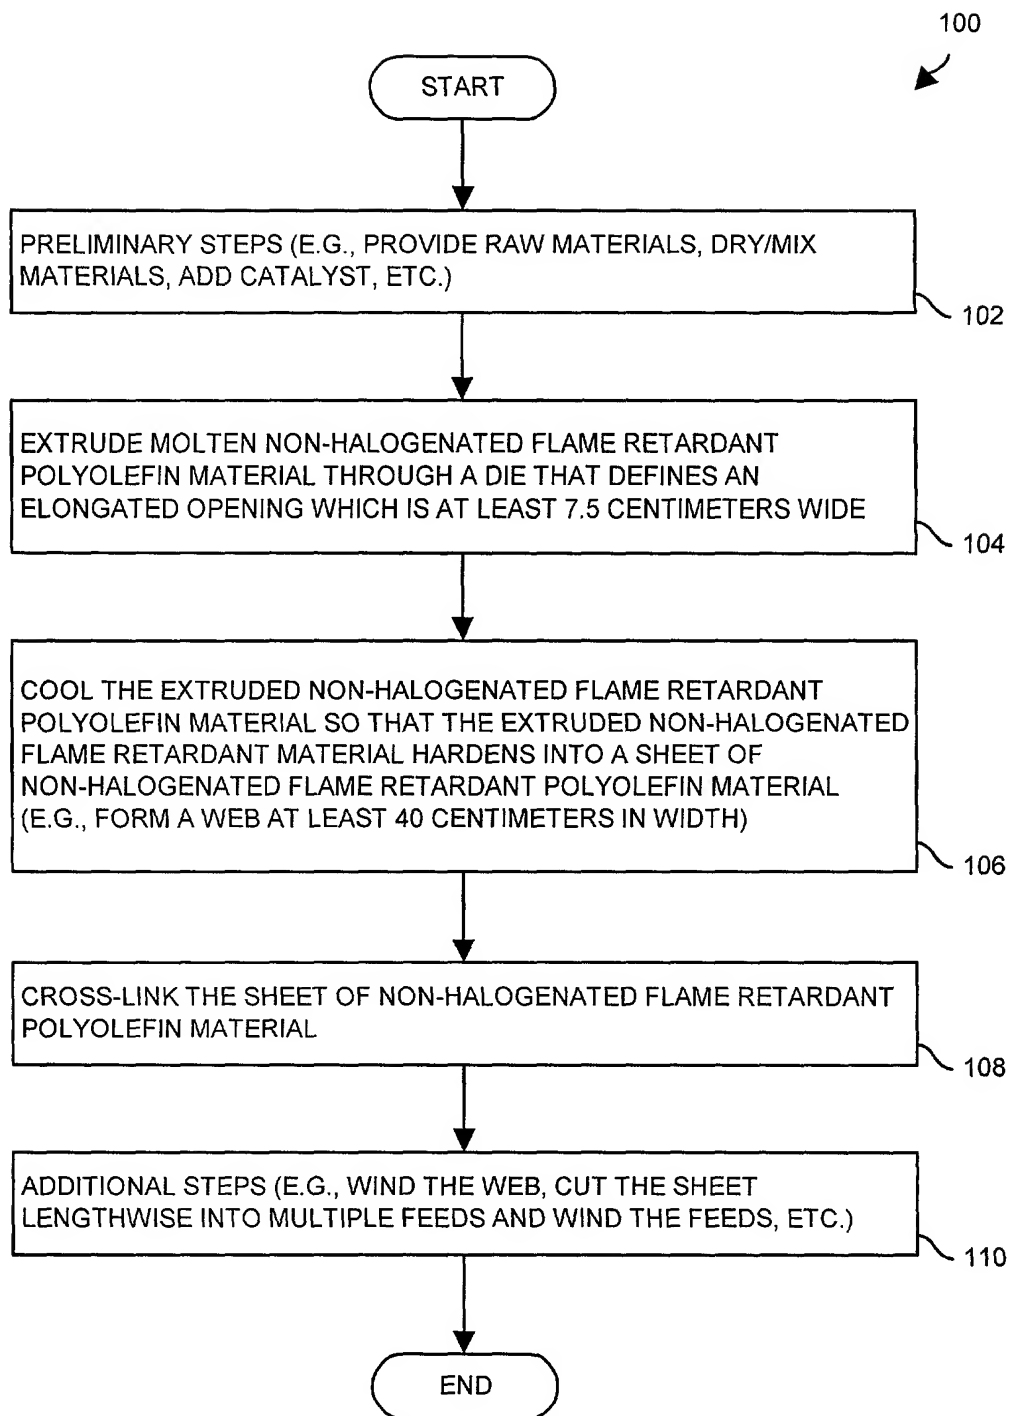 100
START
PRELIMINARY STEPS (E.G., PROVIDE RAW MATERIALS, DRY/MIX
MATERIALS, ADD CATALYST, ETC.)
102
EXTRUDE MOLTEN NON-HALOGENATED FLAME RETARDANT
POLYOLEFIN MATERIAL THROUGH A DIE THAT DEFINES AN
ELONGATED OPENING WHICH IS AT LEAST 7.5 CENTIMETERS WIDE
104
COOL THE EXTRUDED NON-HALOGENATED FLAME RETARDANT
POLYOLEFIN MATERIAL SO THAT THE EXTRUDED NON-HALOGENATED
FLAME RETARDANT MATERIAL HARDENS INTO A SHEET OF
NON-HALOGENATED FLAME RETARDANT POLYOLEFIN MATERIAL
(E.G., FORM A WEB AT LEAST 40 CENTIMETERS IN WIDTH)
106
CROSS-LINK THE SHEET OF NON-HALOGENATED FLAME RETARDANT
POLYOLEFIN MATERIAL
108
ADDITIONAL STEPS (E.G., WIND THE WEB, CUT THE SHEET
LENGTHWISE INTO MULTIPLE FEEDS AND WIND THE FEEDS, ETC.)
110
END